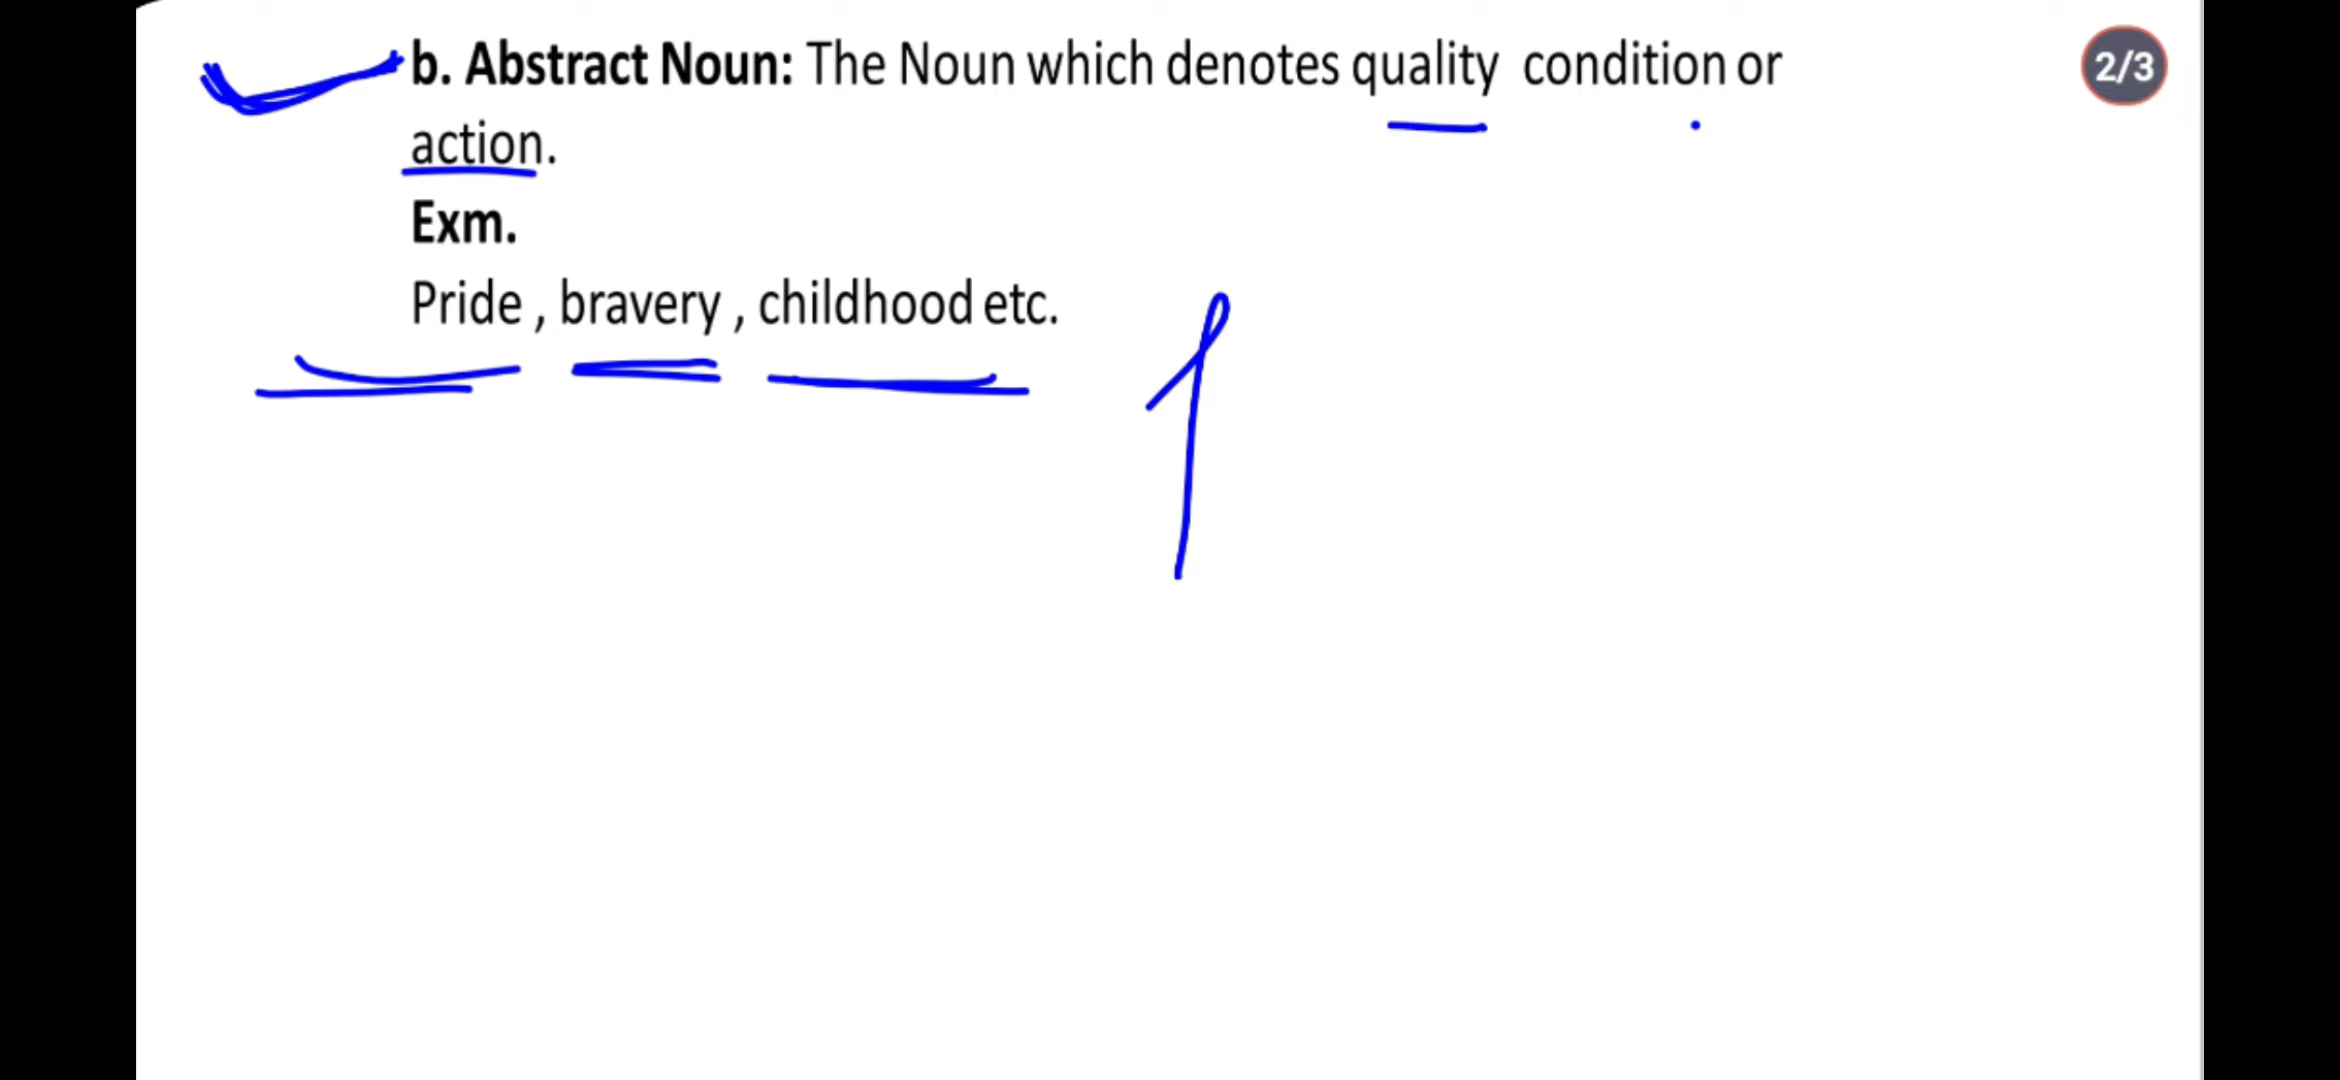 b. Abstract Noun: The Noun which denotes quality condition or
2/3
action.
Exm.
Pride , bravery , childhood etc.